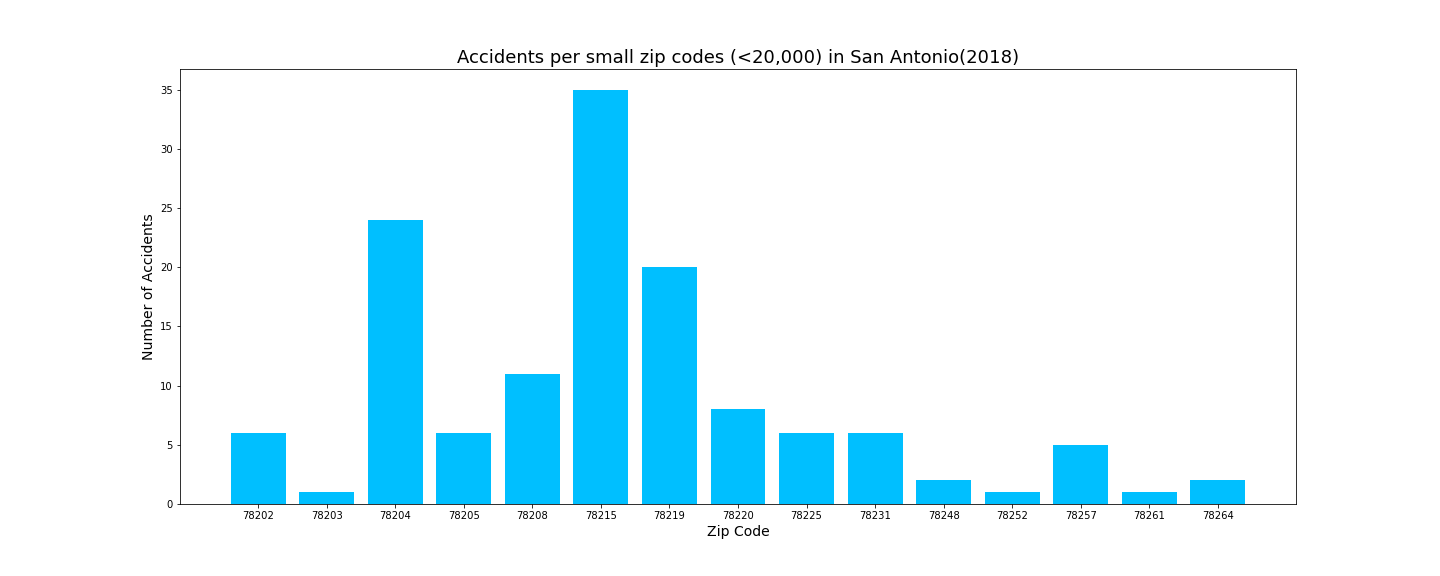 Accidents per small zip codes (<20,000) in San Antonio(2018)
Number of Accidents
35
30
25
20
15
10
5
0
78202 78203 78204 78205 78208 78215 78219 78220 78225 78231 78248 78252 78257 78261 78264
Zip Code